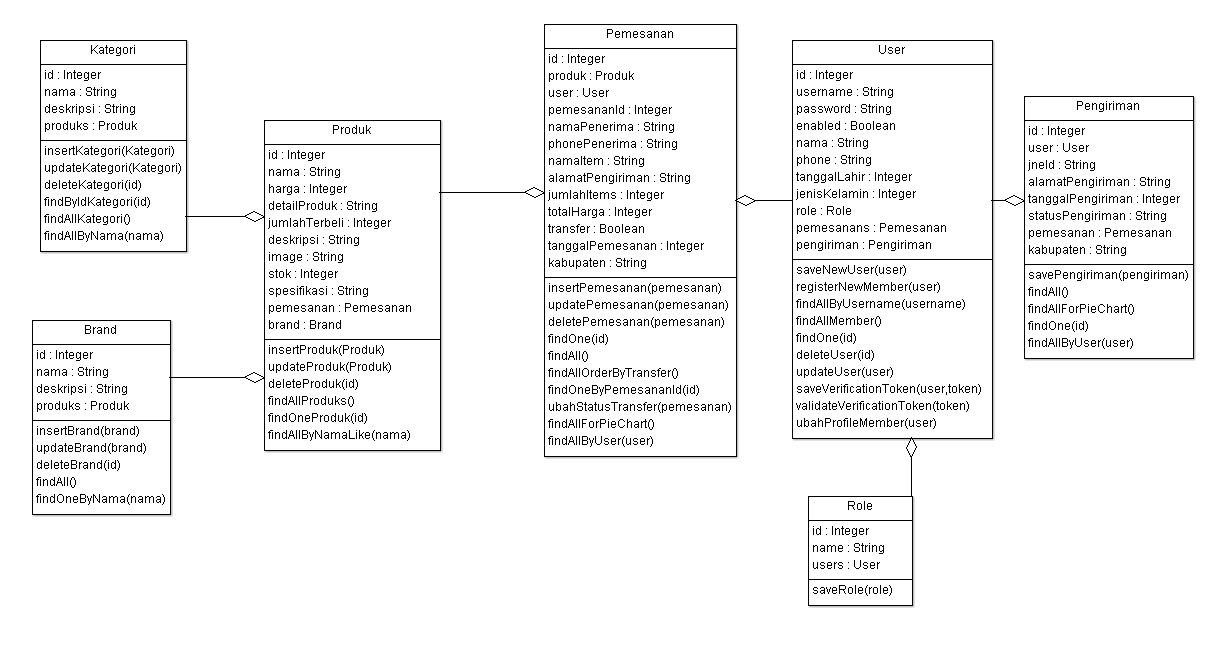 Kategori
id : Integer
nama : String
deskripsi : String
produks : Produk
insertKategori(Kategori)
updateKategori(Kategori)
deleteKategori(id)
findByIdKategori(id)
findAllKategori()
findAllByNama(nama)
Brand
id : Integer
nama : String
deskripsi : String
produks : Produk
insertBrand(brand)
updateBrand(brand)
deleteBrand(id)
findAll()
findOneByNama(nama)
Produk
id : Integer
nama : String
harga : Integer
detailProduk : String
jumlahTerbeli : Integer
deskripsi : String
image : String
stok : Integer
spesifikasi : String
pemesanan : Pemesanan
brand : Brand
insertProduk(Produk)
updateProduk(Produk)
deleteProduk(id)
findAllProduks()
findOneProduk(id)
findAllByNamaLike(nama)
Pemesanan
id : Integer
produk : Produk
user : User
pemesananId : Integer
namaPenerima : String
phonePenerima : String
namaItem : String
alamatPengiriman : String
jumlahItems : Integer
totalHarga : Integer
transfer : Boolean
tanggalPemesanan : Integer
kabupaten : String
insertPemesanan(pemesanan)
updatePemesanan(pemesanan)
deletePemesanan(pemesanan)
findOne(id)
findAll()
findAllOrderByTransfer()
findOneByPemesananId(id)
ubahStatusTransfer(pemesanan)
findAllForPieChart()
findAllByUser(user)
User
id : Integer
username : String
password : String
enabled : Boolean
nama : String
phone : String
tanggalLahir : Integer
jenisKelamin : Integer
role : Role
pemesanans : Pemesanan
pengiriman : Pengiriman
saveNewUser(user)
registerNewMember(user)
findAllByUsername(username)
findAllMember()
findOne(id)
deleteUser(id)
updateUser(user)
saveVerificationToken(user,token)
validateVerificationToken(token)
ubahProfileMember(user)
Role
id : Integer
name : String
users : User
saveRole(role)
Pengiriman
id : Integer
user : User
jneId : String
alamatPengiriman : String
tanggalPengiriman : Integer
statusPengiriman : String
pemesanan : Pemesanan
kabupaten : String
savePengiriman(pengiriman)
findAll()
findAllForPieChart()
findOne(id)
findAllByUser(user)